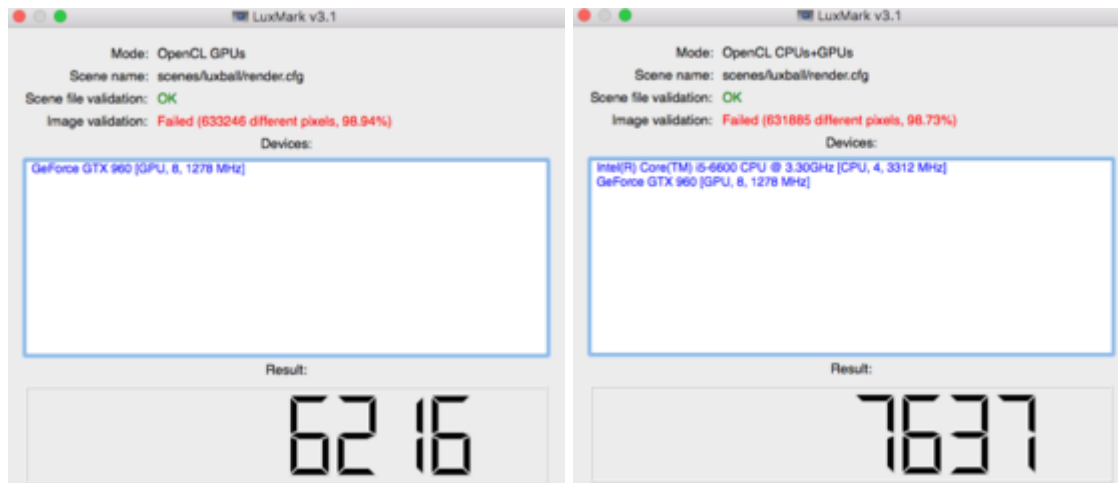 LuxMark v3.1
Mode: OpenCL GPUs
Scene name: scenes/luxball/render.cfg
Scene file validation: OK
Image validation: Failed (633246 different pixels, 98.94%)
Devices:
GeForce GTX 960 [GPU, 8, 1278 MHz]
Result:
6216
LuxMark v3.1
Mode: OpenCL CPUs+GPUs
Scene name: scenes/luxball/render.cfg
Scene file validation: OK
Image validation: Failed (631885 different pixels, 98.73%)
Devices:
Intel(R) Core(TM) i5-6600 CPU @ 3.30GHz [CPU, 4, 3312 MHz]
GeForce GTX 960 [GPU, 8, 1278 MHz]
Result:
7637